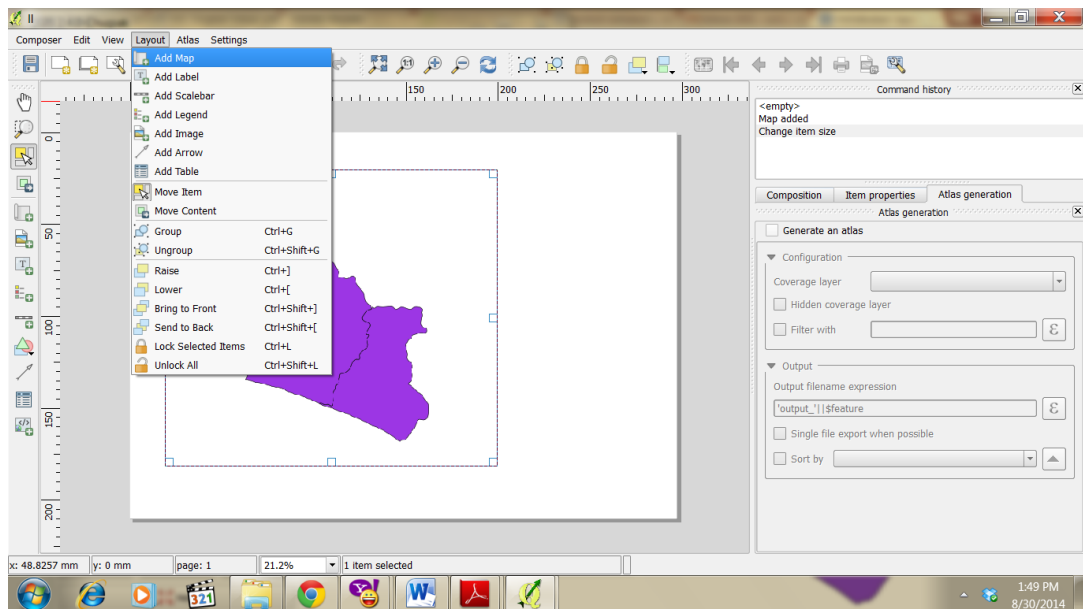 II
Composer Edit View Layout Atlas Settings
Add Map
Add Label
Add Scalebar
Add Legend
Add Image
Add Arrow
Add Table
Move Item
Move Content
Group Ctrl+G
Ungroup Ctrl+Shift+G
Raise Ctrl+]
Lower Ctrl+[
Bring to Front Ctrl+Shift+]
Send to Back Ctrl+Shift+[
Lock Selected Items Ctrl+L
Unlock All Ctrl+Shift+L
150 200 250 300
0
50
100
150
200
Command history
<empty>
Map added
Change item size
Composition Item properties Atlas generation
Atlas generation
Generate an atlas
Configuration
Coverage layer
Hidden coverage layer
Filter with ε
Output
Output filename expression
'output_'||$feature ε
Single file export when possible
Sort by
x: 48.8257 mm y: 0 mm page: 1 21.2% 1 item selected
321
1:49 PM
8/30/2014